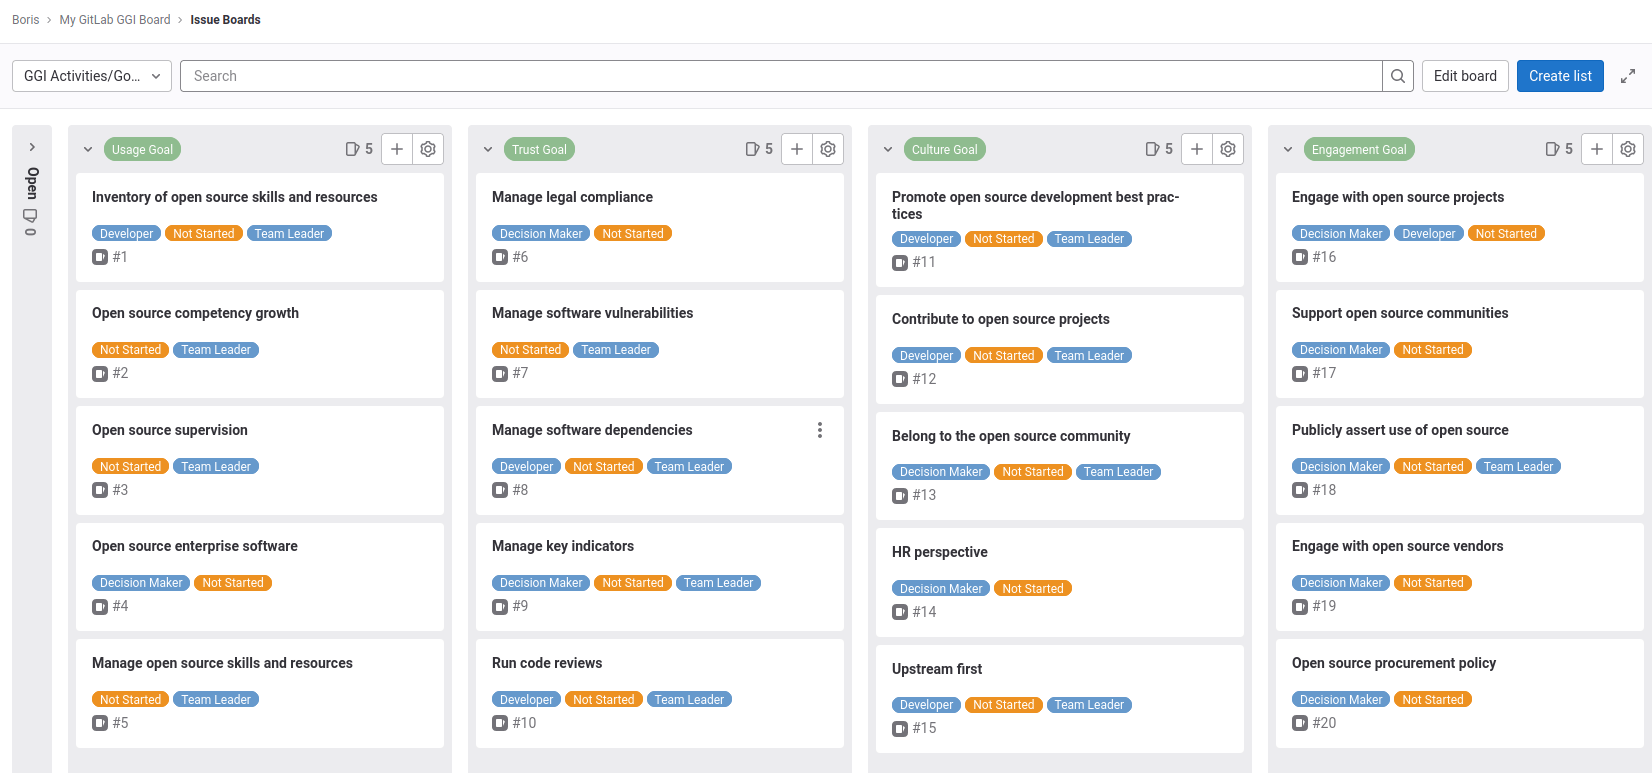 Boris > My GitLab GGI Board > Issue Boards
GGI Activities/Go...
Search
Edit board
Create list
Open
0
Usage Goal
5
Inventory of open source skills and resources
Developer Not Started Team Leader
#1
Open source competency growth
Not Started Team Leader
#2
Open source supervision
Not Started Team Leader
#3
Open source enterprise software
Decision Maker Not Started
#4
Manage open source skills and resources
Not Started Team Leader
#5
Trust Goal
5
Manage legal compliance
Decision Maker Not Started
#6
Manage software vulnerabilities
Not Started Team Leader
#7
Manage software dependencies
Developer Not Started Team Leader
#8
Manage key indicators
Decision Maker Not Started Team Leader
#9
Run code reviews
Developer Not Started Team Leader
#10
Culture Goal
5
Promote open source development best prac-
tices
Developer Not Started Team Leader
#11
Contribute to open source projects
Developer Not Started Team Leader
#12
Belong to the open source community
Decision Maker Not Started Team Leader
#13
HR perspective
Decision Maker Not Started
#14
Upstream first
Developer Not Started Team Leader
#15
Engagement Goal
5
Engage with open source projects
Decision Maker Developer Not Started
#16
Support open source communities
Decision Maker Not Started
#17
Publicly assert use of open source
Decision Maker Not Started Team Leader
#18
Engage with open source vendors
Decision Maker Not Started
#19
Open source procurement policy
Decision Maker Not Started
#20